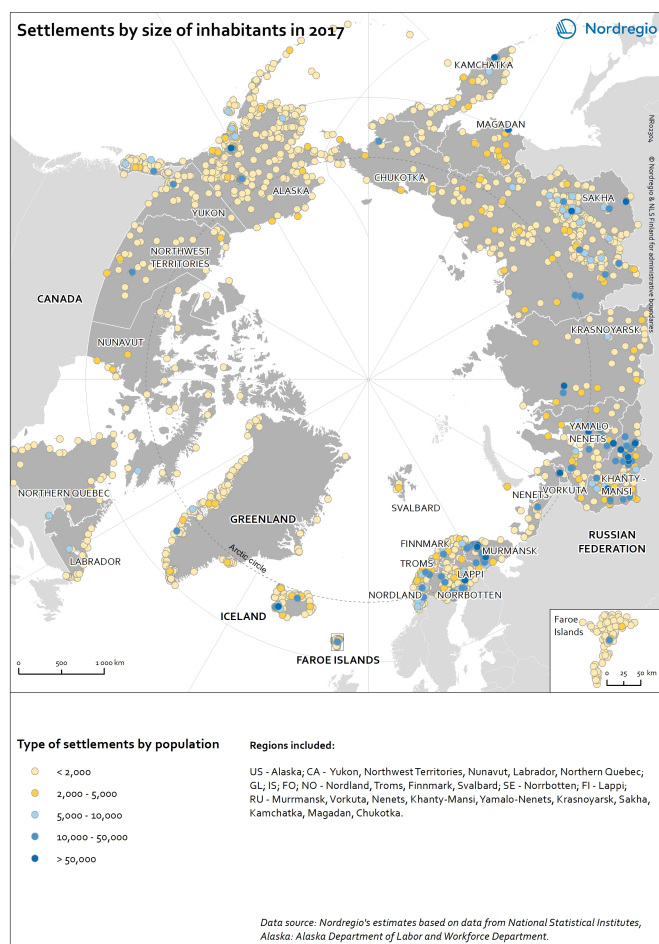 Settlements by size of inhabitants in 2017
Nordregio
KAMCHATKA
MAGADAN
NR02304 © Nordregio & NLS Finland for administrative boundaries
CHUKOTKA
ALASKA
SAKHA
YUKON
NORTHWEST
TERRITORIES
CANADA
KRASNOYARSK
NUNAVUT
YAMALO
NENETS
NORTHERN QUEBEC
KHANTY -
MANSI
VORKUTA
NENETS
SVALBARD
GREENLAND
RUSSIAN
FEDERATION
FINNMARK
MURMANSK
Arctic circle
TROMS
LABRADOR
LAPPI
NORDLAND
NORRBOTTEN
ICELAND
Faroe
Islands
FAROE ISLANDS
0 500 1 000 km
0 25 50 km
Type of settlements by population
< 2,000
2,000 - 5,000
5,000 - 10,000
10,000 - 50,000
> 50,000
Regions included:
US - Alaska; CA - Yukon, Northwest Territories, Nunavut, Labrador, Northern Quebec;
GL; IS; FO; NO - Nordland, Troms, Finnmark, Svalbard; SE - Norrbotten; FI - Lappi;
RU - Murrmansk, Vorkuta, Nenets, Khanty-Mansi, Yamalo-Nenets, Krasnoyarsk, Sakha,
Kamchatka, Magadan, Chukotka.
Data source: Nordregio's estimates based on data from National Statistical Institutes,
Alaska: Alaska Department of Labor and Workforce Department.